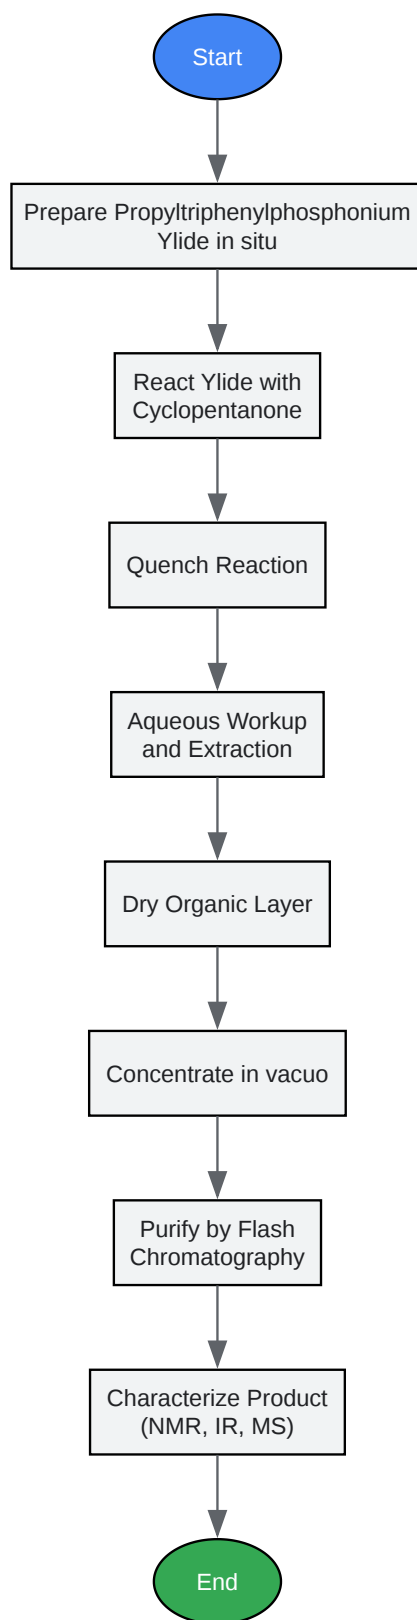 Start
Prepare Propyltriphenylphosphonium
Ylide in situ
React Ylide with
Cyclopentanone
Quench Reaction
Aqueous Workup
and Extraction
Dry Organic Layer
Concentrate in vacuo
Purify by Flash
Chromatography
Characterize Product
(NMR, IR, MS)
End